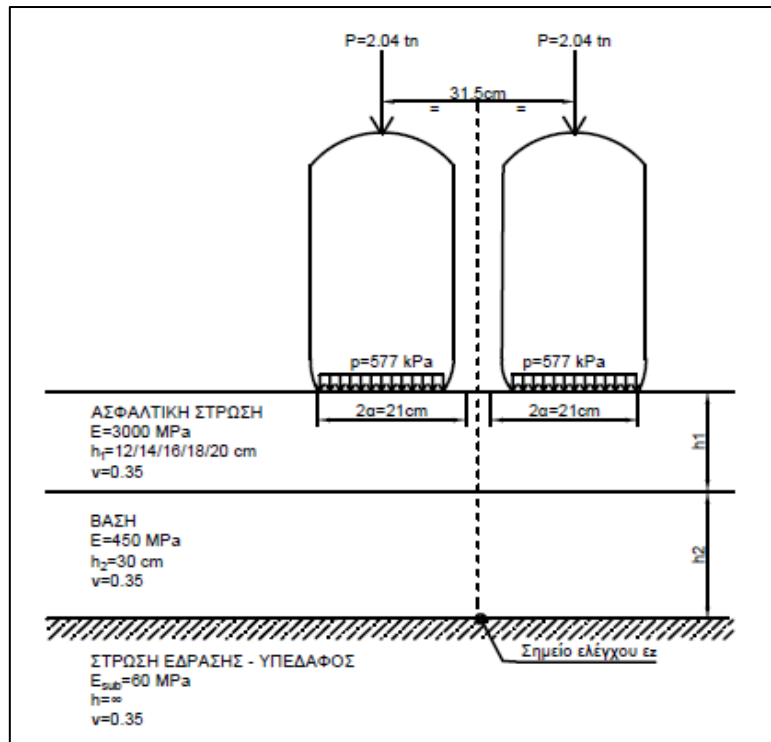 P=2.04 tn P=2.04 tn
31.5cm
= =
p=577 kPa p=577 kPa
2α=21cm 2α=21cm
ΑΣΦΑΛΤΙΚΗ ΣΤΡΩΣΗ
E=3000 MPa
h₁=12/14/16/18/20 cm
v=0.35
h1
ΒΑΣΗ
E=450 MPa
h₂=30 cm
v=0.35
h2
Σημείο ελέγχου εz
ΣΤΡΩΣΗ ΕΔΡΑΣΗΣ - ΥΠΕΔΑΦΟΣ
E_sub=60 MPa
h=∞
v=0.35